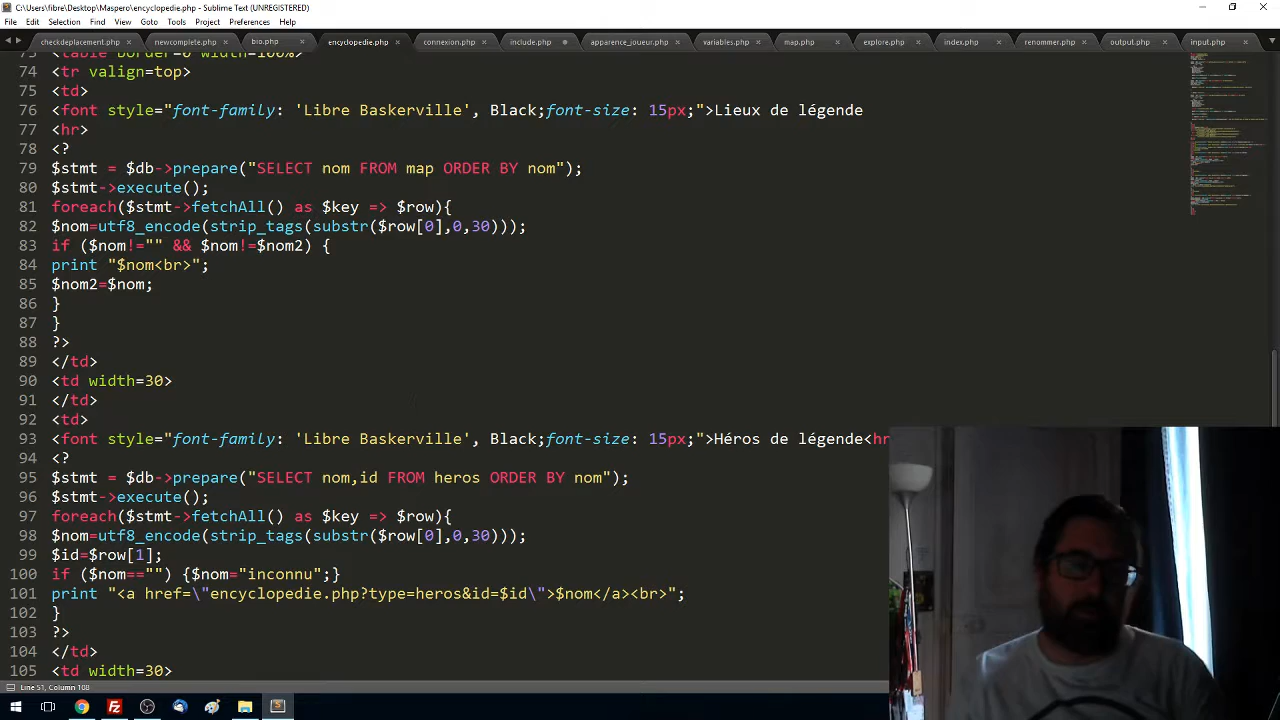 C:\Users\fibre\Desktop\Maspero\encyclopedie.php - Sublime Text (UNREGISTERED)
File Edit Selection Find View Goto Tools Project Preferences Help
checkdeplacement.php newcomplete.php bio.php encyclopedie.php connexion.php include.php apparence_joueur.php variables.php map.php explore.php index.php renommer.php output.php input.php
73 <table border=0 width=100%>
74 <tr valign=top>
75 <td>
76 <font style="font-family: 'Libre Baskerville', Black;font-size: 15px;">Lieux de légende
77 <hr>
78 <?
79 $stmt = $db->prepare("SELECT nom FROM map ORDER BY nom");
80 $stmt->execute();
81 foreach($stmt->fetchAll() as $key => $row){
82 $nom=utf8_encode(strip_tags(substr($row[0],0,30)));
83 if ($nom!="" && $nom!=$nom2) {
84 print "$nom<br>";
85 $nom2=$nom;
86 }
87 }
88 ?>
89 </td>
90 <td width=30>
91 </td>
92 <td>
93 <font style="font-family: 'Libre Baskerville', Black;font-size: 15px;">Héros de légende<hr
94 <?
95 $stmt = $db->prepare("SELECT nom,id FROM heros ORDER BY nom");
96 $stmt->execute();
97 foreach($stmt->fetchAll() as $key => $row){
98 $nom=utf8_encode(strip_tags(substr($row[0],0,30)));
99 $id=$row[1];
100 if ($nom=="") {$nom="inconnu";}
101 print "<a href=\"encyclopedie.php?type=heros&id=$id\">$nom</a><br>";
102 }
103 ?>
104 </td>
105 <td width=30>
Line 51, Column 108